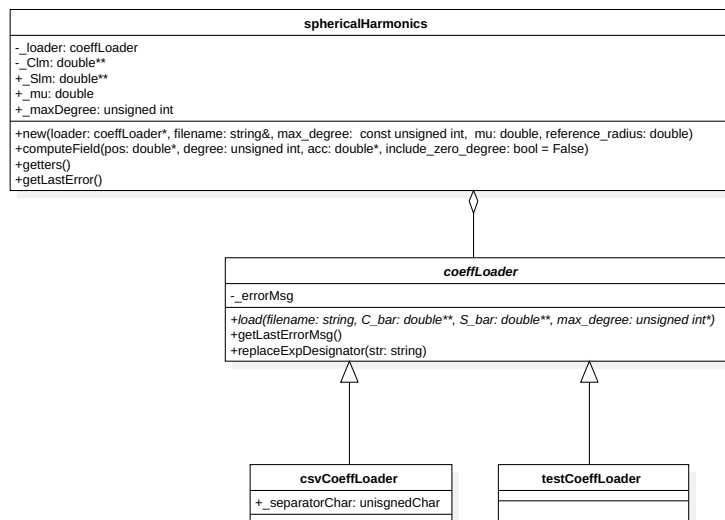 sphericalHarmonics
-_loader: coeffLoader
-_Clm: double**
+_Slm: double**
+_mu: double
+_maxDegree: unsigned int
+new(loader: coeffLoader*, filename: string&, max_degree: const unsigned int, mu: double, reference_radius: double)
+computeField(pos: double*, degree: unsigned int, acc: double*, include_zero_degree: bool = False)
+getters()
+getLastError()
coeffLoader
-_errorMsg
+load(filename: string, C_bar: double**, S_bar: double**, max_degree: unsigned int*)
+getLastErrorMsg()
+replaceExpDesignator(str: string)
csvCoeffLoader
+_separatorChar: unisgnedChar
testCoeffLoader